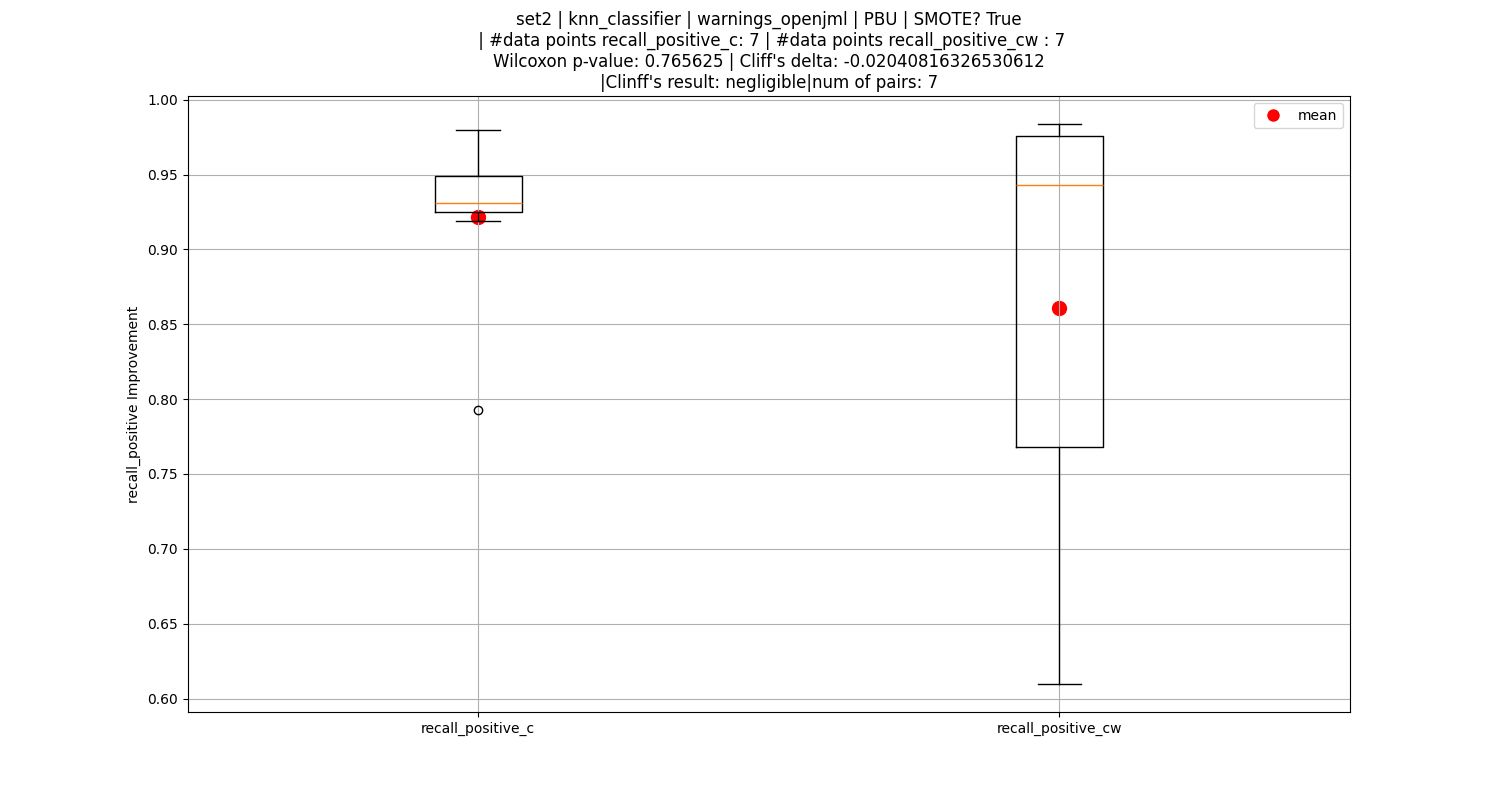 set2 | knn_classifier | warnings_openjml | PBU | SMOTE? True
| #data points recall_positive_c: 7 | #data points recall_positive_cw : 7
Wilcoxon p-value: 0.765625 | Cliff's delta: -0.02040816326530612
|Clinff's result: negligible|num of pairs: 7
mean
1.00
0.95
0.90
0.85
0.80
0.75
0.70
0.65
0.60
recall_positive Improvement
recall_positive_c
recall_positive_cw